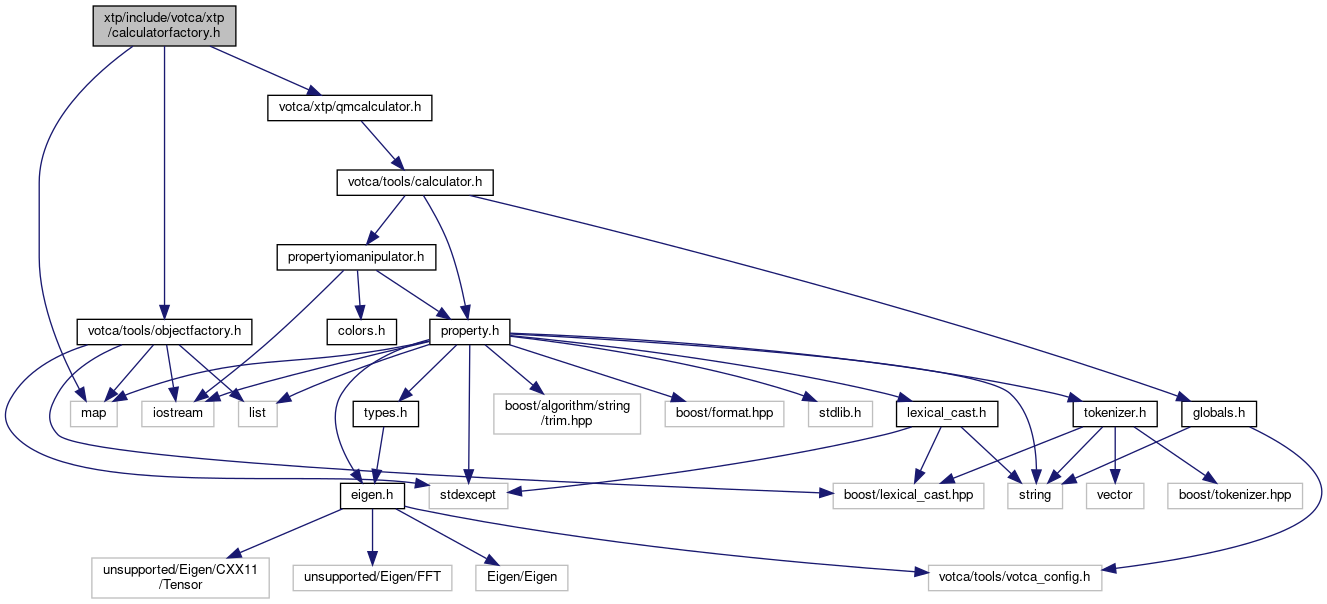 xtp/include/votca/xtp
/calculatorfactory.h
votca/xtp/qmcalculator.h
votca/tools/calculator.h
propertyiomanipulator.h
votca/tools/objectfactory.h
colors.h
property.h
map
iostream
list
types.h
boost/algorithm/string
/trim.hpp
boost/format.hpp
stdlib.h
lexical_cast.h
tokenizer.h
globals.h
eigen.h
stdexcept
boost/lexical_cast.hpp
string
vector
boost/tokenizer.hpp
unsupported/Eigen/CXX11
/Tensor
unsupported/Eigen/FFT
Eigen/Eigen
votca/tools/votca_config.h